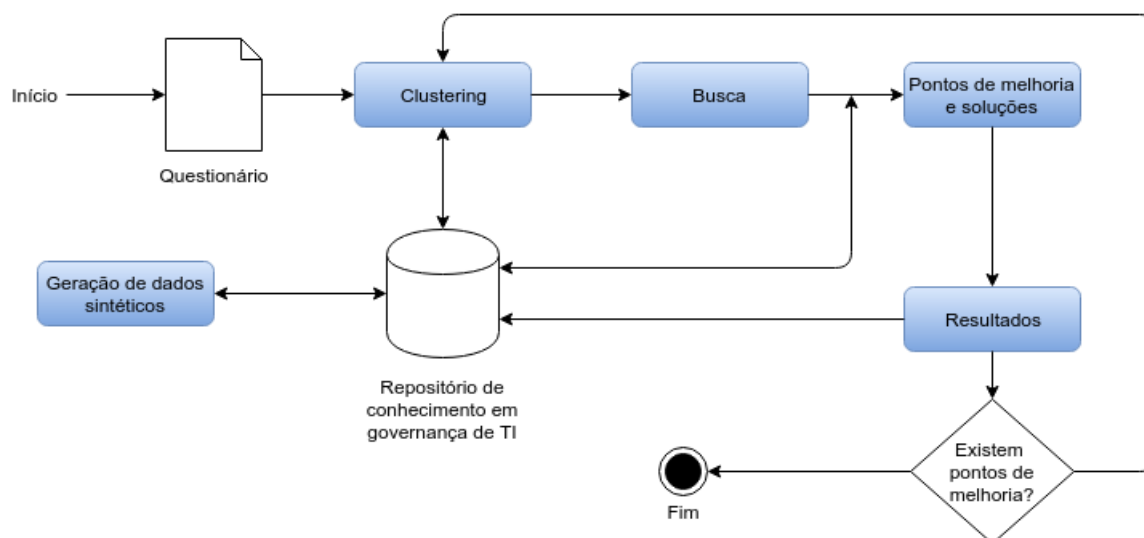 Início
Questionário
Clustering
Busca
Pontos de melhoria
e soluções
Geração de dados
sintéticos
Repositório de
conhecimento em
governança de TI
Resultados
Existem
pontos de
melhoria?
Fim